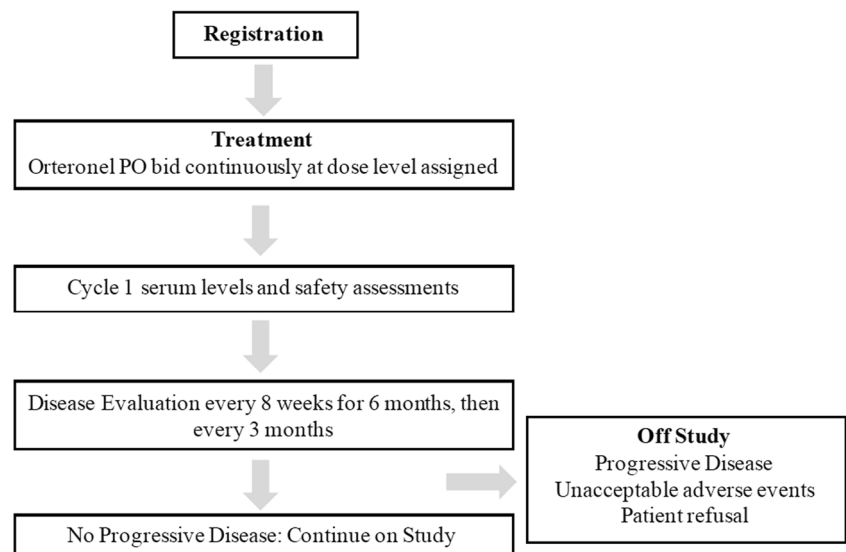 Registration
Treatment
Orteronel PO bid continuously at dose level assigned
Cycle 1 serum levels and safety assessments
Disease Evaluation every 8 weeks for 6 months, then
every 3 months
Off Study
Progressive Disease
Unacceptable adverse events
Patient refusal
No Progressive Disease: Continue on Study